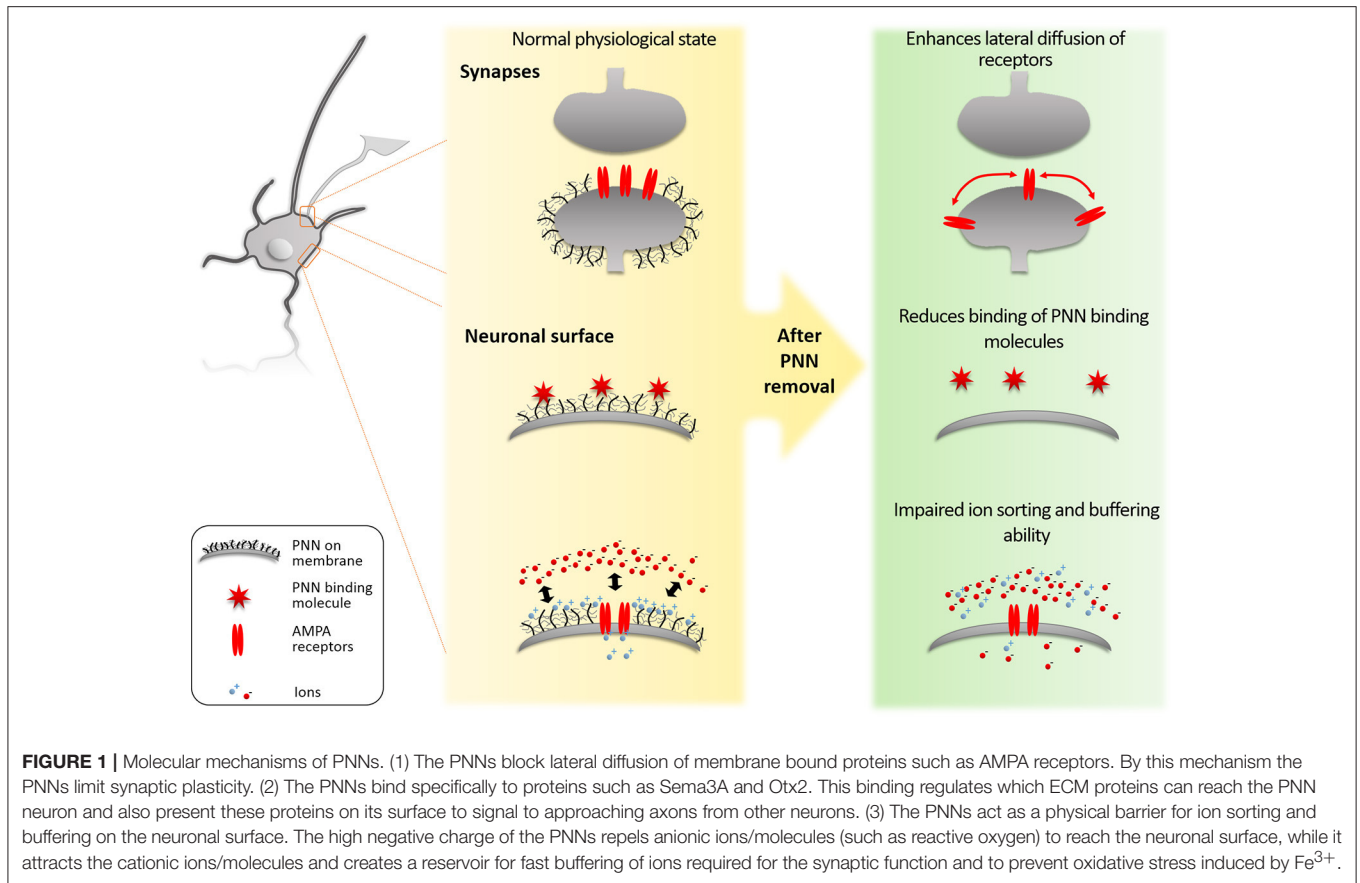 Normal physiological state
Synapses
Enhances lateral diffusion of
receptors
Neuronal surface
After
PNN
removal
Reduces binding of PNN binding
molecules
Impaired ion sorting and buffering
ability
PNN on
membrane
PNN binding
molecule
AMPA
receptors
Ions
FIGURE 1 | Molecular mechanisms of PNNs. (1) The PNNs block lateral diffusion of membrane bound proteins such as AMPA receptors. By this mechanism the
PNNs limit synaptic plasticity. (2) The PNNs bind specifically to proteins such as Sema3A and Otx2. This binding regulates which ECM proteins can reach the PNN
neuron and also present these proteins on its surface to signal to approaching axons from other neurons. (3) The PNNs act as a physical barrier for ion sorting and
buffering on the neuronal surface. The high negative charge of the PNNs repels anionic ions/molecules (such as reactive oxygen) to reach the neuronal surface, while it
attracts the cationic ions/molecules and creates a reservoir for fast buffering of ions required for the synaptic function and to prevent oxidative stress induced by Fe³⁺.